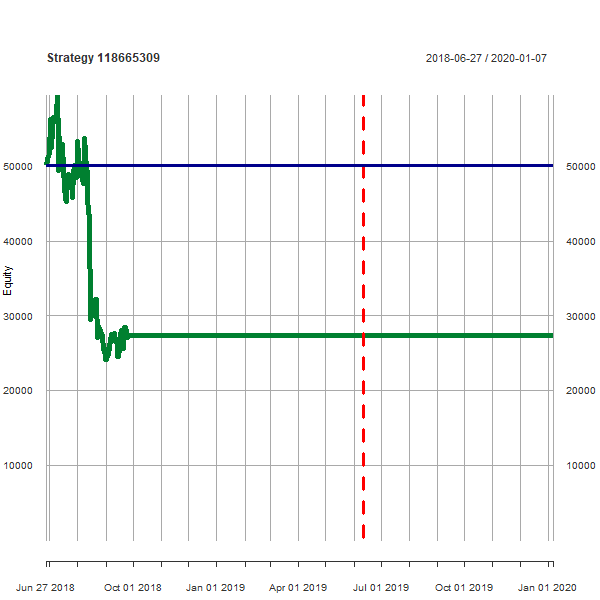 Strategy 118665309 2018-06-27 / 2020-01-07
50000 50000
40000 40000
Equity
30000 30000
20000 20000
10000 10000
Jun 27 2018 Oct 01 2018 Jan 01 2019 Apr 01 2019 Jul 01 2019 Oct 01 2019 Jan 01 2020